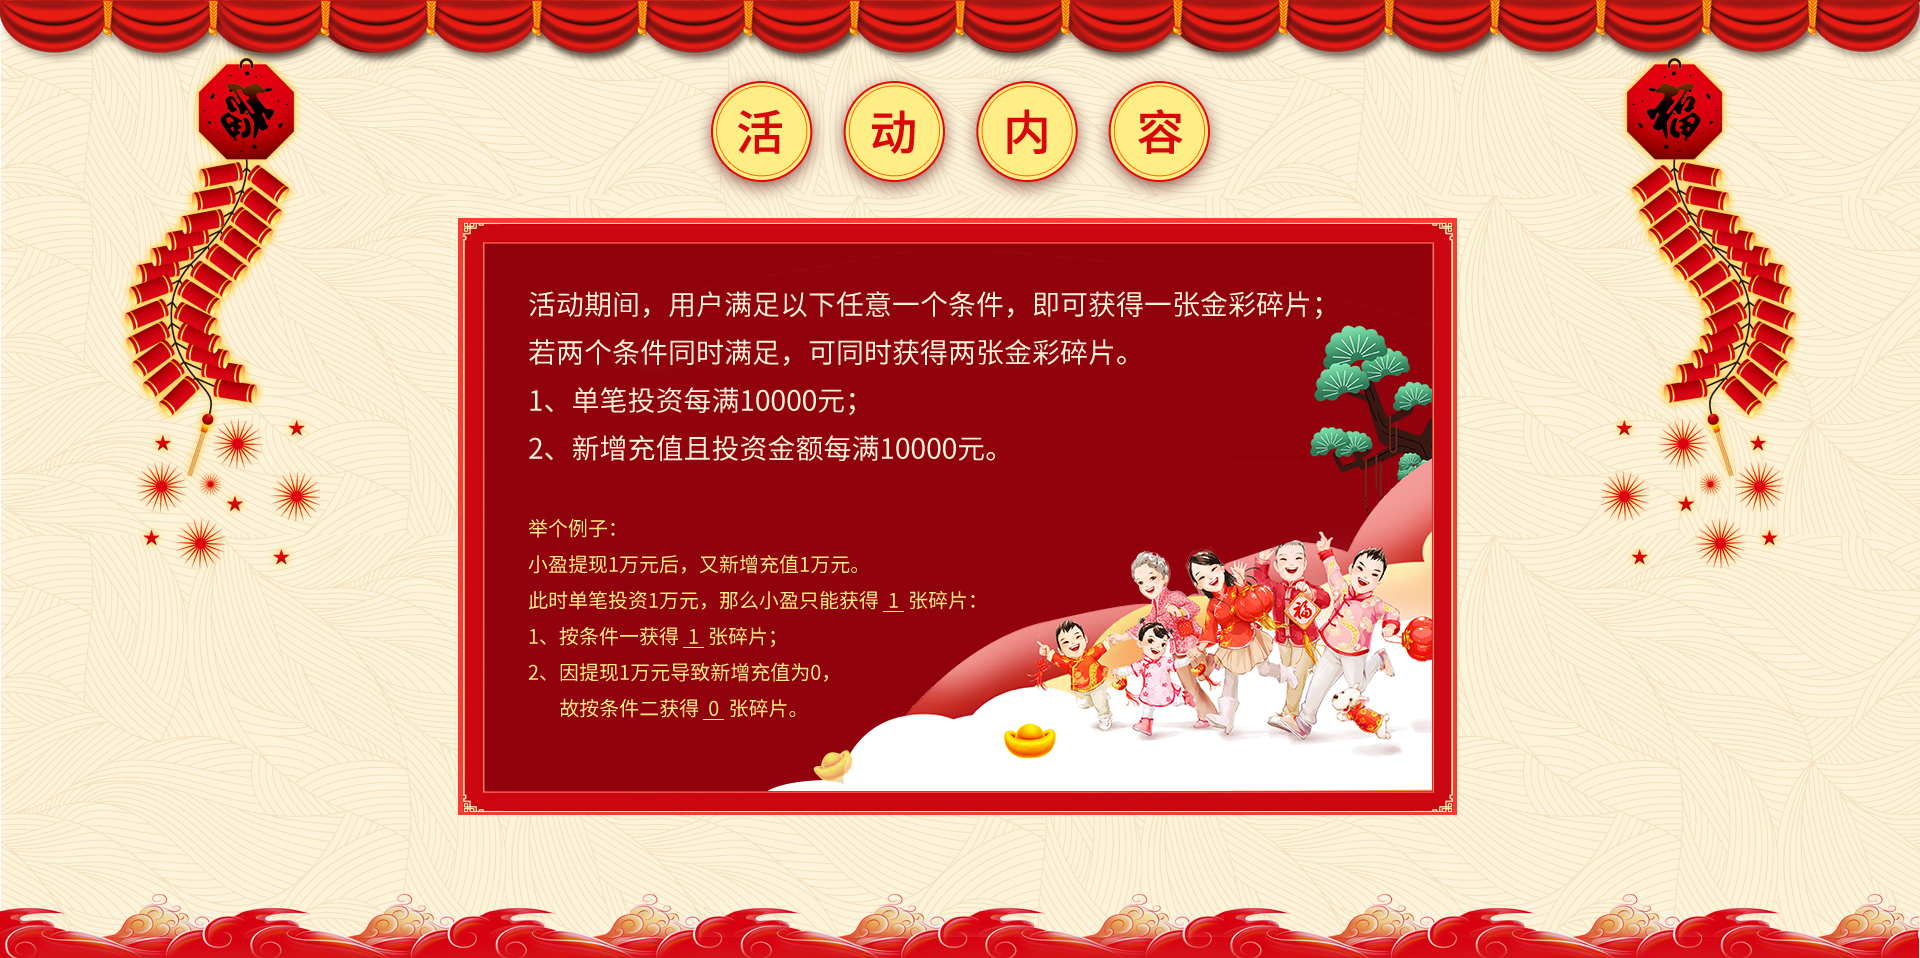 活动内容
福
福
活动期间，用户满足以下任意一个条件，即可获得一张金彩碎片；
若两个条件同时满足，可同时获得两张金彩碎片。
1、单笔投资每满10000元；
2、新增充值且投资金额每满10000元。
举个例子：
小盈提现1万元后，又新增充值1万元。
此时单笔投资1万元，那么小盈只能获得 1 张碎片：
1、按条件一获得 1 张碎片；
2、因提现1万元导致新增充值为0，
故按条件二获得 0 张碎片。
福